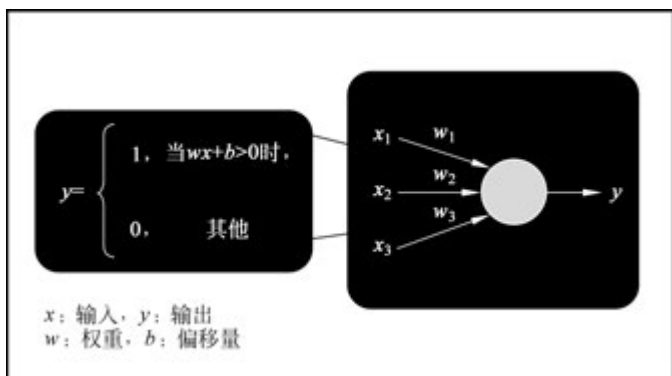 y=
1，当wx+b>0时，
0，其他
x₁
w₁
x₂
w₂
w₃
x₃
y
x：输入，y：输出
w：权重，b：偏移量